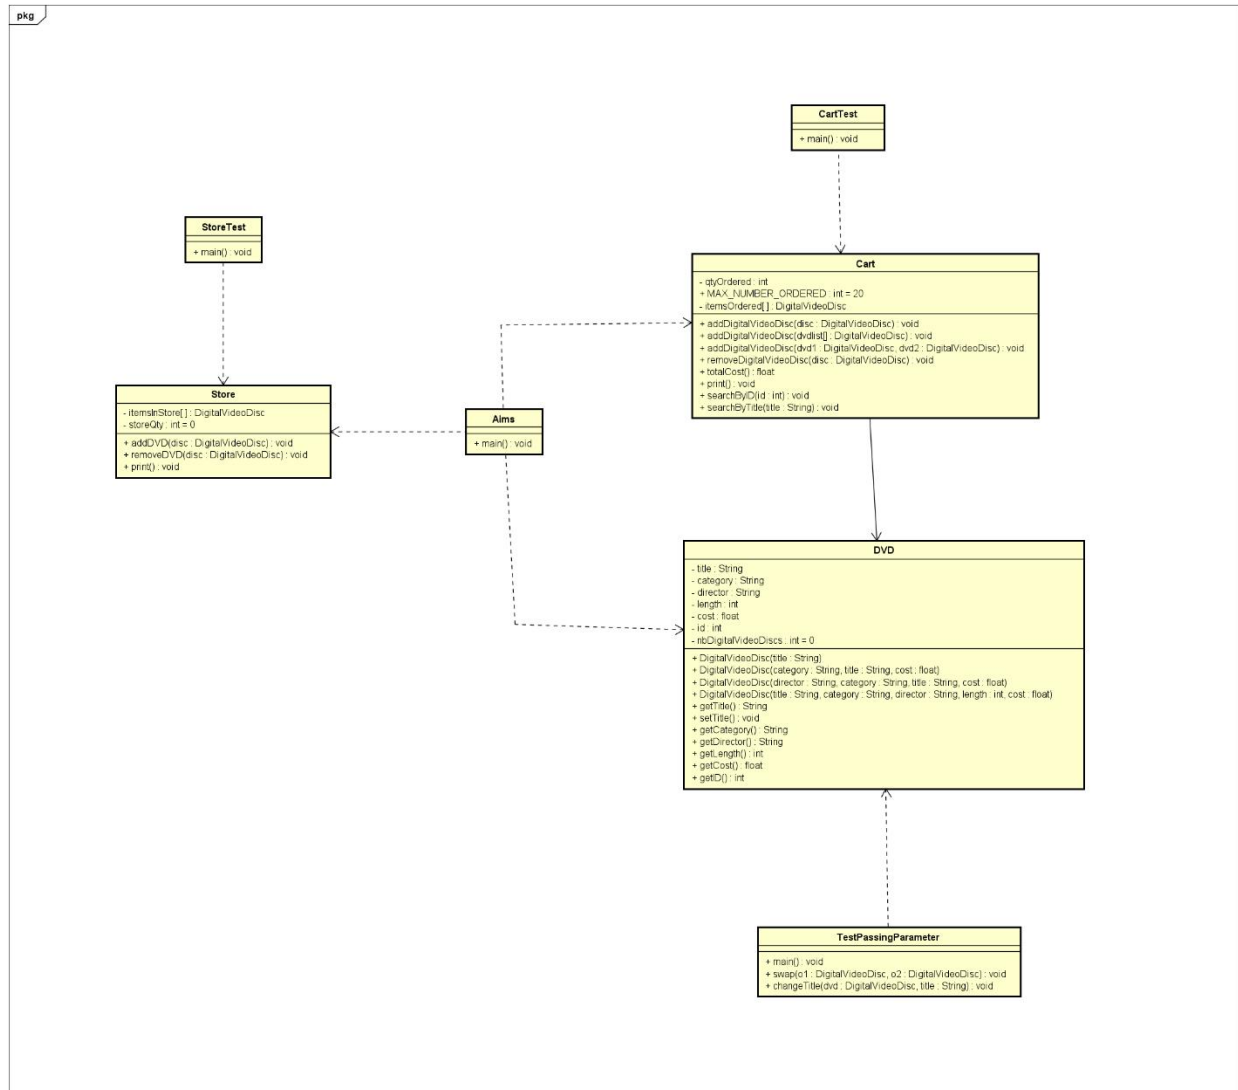 pkg
CartTest
+ main() : void
StoreTest
+ main() : void
Cart
- qtyOrdered : int
+ MAX_NUMBER_ORDERED : int = 20
- itemsOrdered[ ] : DigitalVideoDisc
+ addDigitalVideoDisc(disc : DigitalVideoDisc) : void
+ addDigitalVideoDisc(dvdlist[] : DigitalVideoDisc) : void
+ addDigitalVideoDisc(dvd1 : DigitalVideoDisc, dvd2 : DigitalVideoDisc) : void
+ removeDigitalVideoDisc(disc : DigitalVideoDisc) : void
+ totalCost() : float
+ print() : void
+ searchByID(id : int) : void
+ searchByTitle(title : String) : void
Store
- itemsInStore[ ] : DigitalVideoDisc
- storeQty : int = 0
+ addDVD(disc : DigitalVideoDisc) : void
+ removeDVD(disc : DigitalVideoDisc) : void
+ print() : void
Aims
+ main() : void
DVD
- title : String
- category : String
- director : String
- length : int
- cost : float
- id : int
- nbDigitalVideoDiscs : int = 0
+ DigitalVideoDisc(title : String)
+ DigitalVideoDisc(category : String, title : String, cost : float)
+ DigitalVideoDisc(director : String, category : String, title : String, cost : float)
+ DigitalVideoDisc(title : String, category : String, director : String, length : int, cost : float)
+ getTitle() : String
+ setTitle() : void
+ getCategory() : String
+ getDirector() : String
+ getLength() : int
+ getCost() : float
+ getID() : int
TestPassingParameter
+ main() : void
+ swap(o1 : DigitalVideoDisc, o2 : DigitalVideoDisc) : void
+ changeTitle(dvd : DigitalVideoDisc, title : String) : void